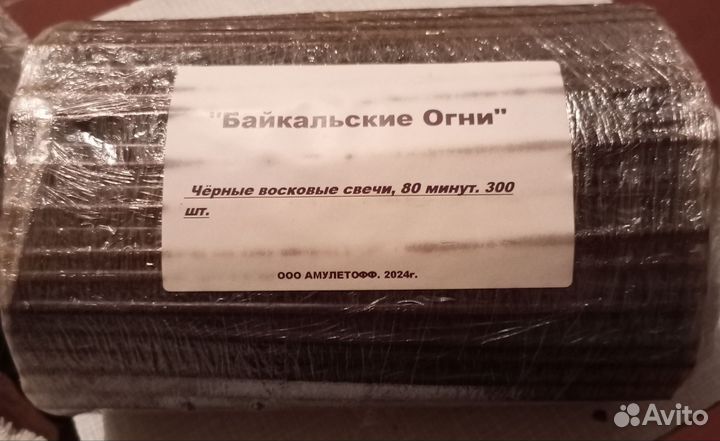 "Байкальские Огни"
Чёрные восковые свечи, 80 минут. 300
шт.
ООО АМУЛЕТОФФ. 2024г.
Avito